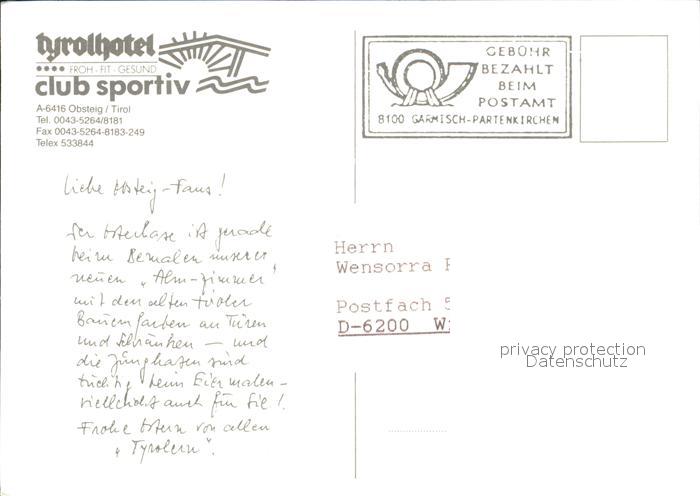 tyrolhotel
FROH - FIT - GESUND
club sportiv
A-6416 Obsteig / Tirol
Tel. 0043-5264/8181
Fax 0043-5264-8183-249
Telex 533844
GEBÜHR
BEZAHLT
BEIM
POSTAMT
8100 GARMISCH-PARTENKIRCHEN
Liebe Obsteig-Fans!
Der Osterhase ist gerade
beim Bemalen unserer
neuen "Alm-Zimmer"
mit den alten Tiroler
Bauernfarben an Türen
und Schränken – und
die Junghasen sind
tüchtig beim Eiermalen –
vielleicht auch für Sie!
Frohe Ostern von allen
"Tyrolern".
Herrn
Wensorra
Postfach 5
D-6200 W
privacy protection
Datenschutz